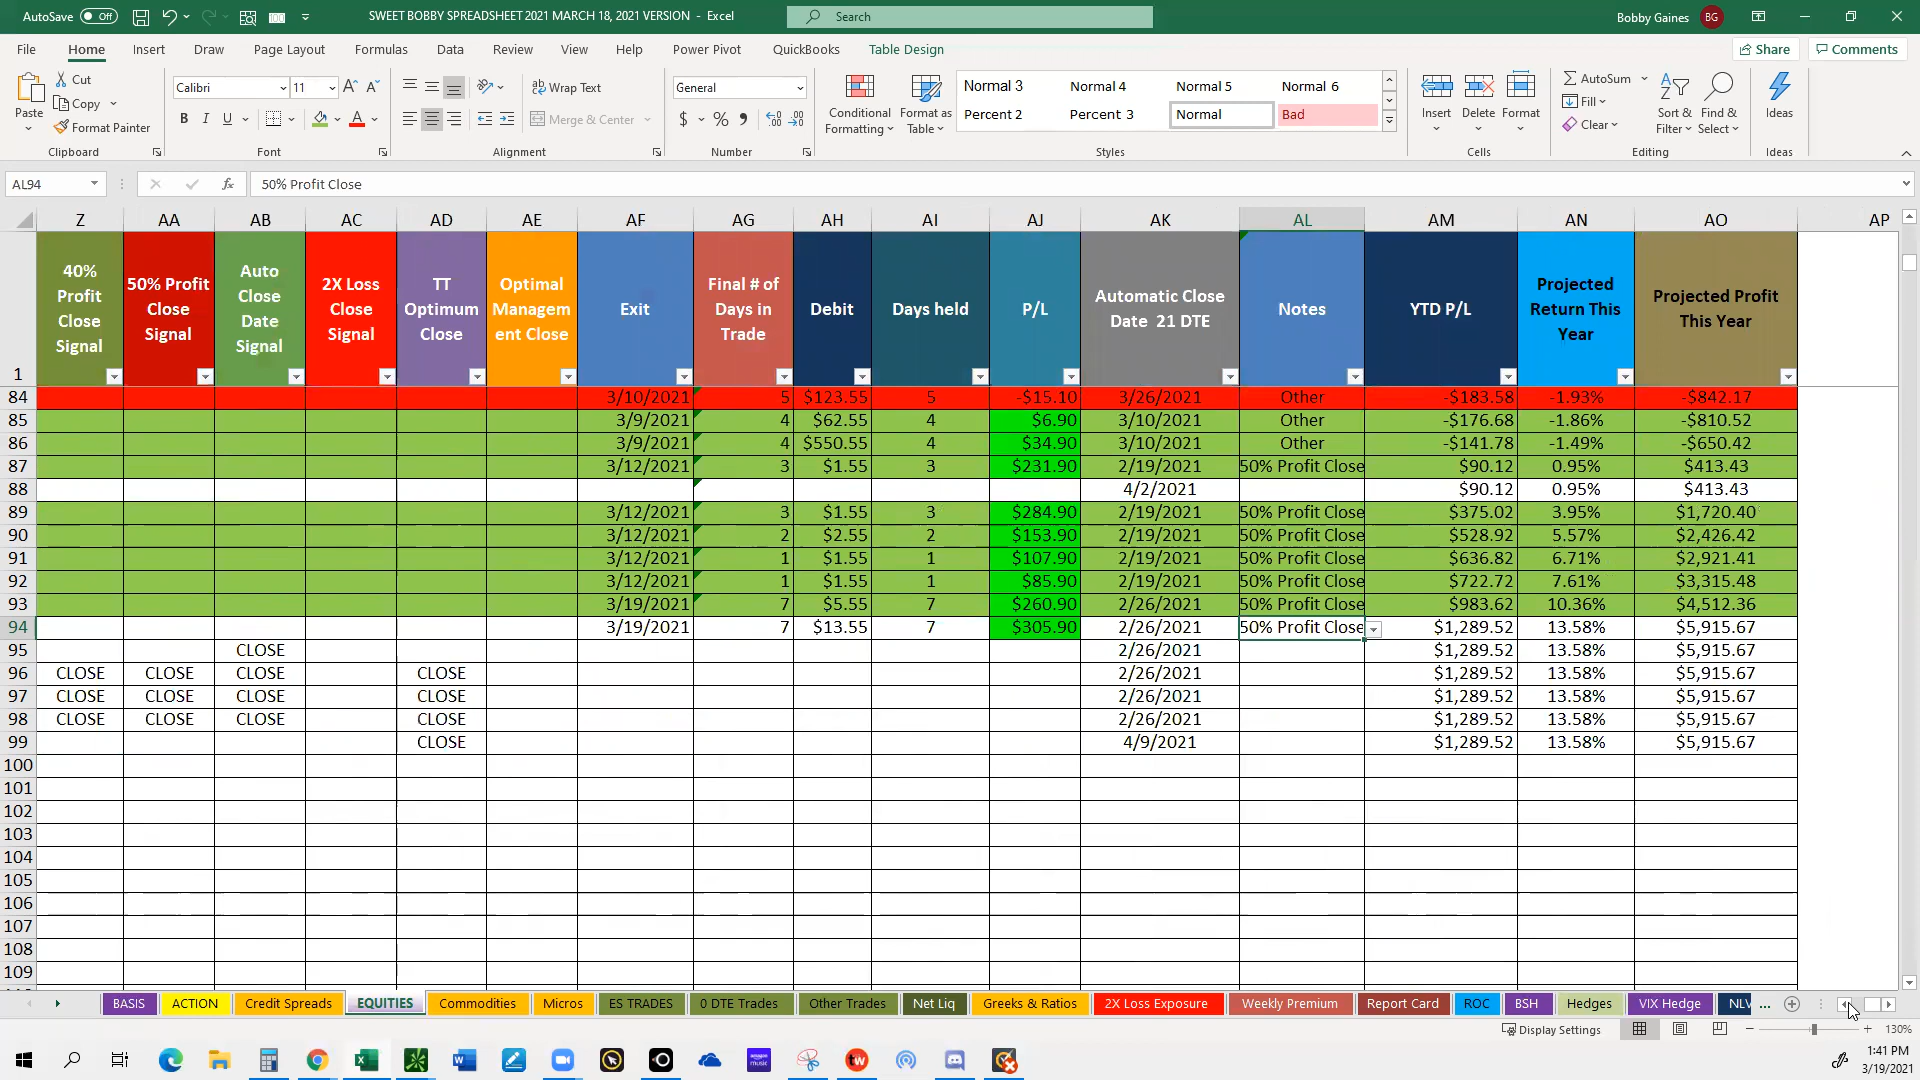 AutoSave Off SWEET BOBBY SPREADSHEET 2021 MARCH 18, 2021 VERSION - Excel Search Bobby Gaines BG
File Home Insert Draw Page Layout Formulas Data Review View Help Power Pivot QuickBooks Table Design Share Comments
Paste Cut Copy Format Painter Clipboard
Calibri 11 A A B I U A Font
Wrap Text Merge & Center Alignment
General $ % Number
Conditional Formatting Format as Table
Normal 3 Normal 4 Normal 5 Normal 6
Percent 2 Percent 3 Normal Bad
Styles
Insert Delete Format Cells
AutoSum Fill Clear Sort & Filter Find & Select Editing
Ideas Ideas
AL94 fx 50% Profit Close
Z AA AB AC AD AE AF AG AH AI AJ AK AL AM AN AO AP
1 40% Profit Close Signal 50% Profit Close Signal Auto Close Date Signal 2X Loss Close Signal TT Optimum Close Optimal Managem ent Close Exit Final # of Days in Trade Debit Days held P/L Automatic Close Date 21 DTE Notes YTD P/L Projected Return This Year Projected Profit This Year
84 3/10/2021 5 $123.55 5 -$15.10 3/26/2021 Other -$183.58 -1.93% -$842.17
85 3/9/2021 4 $62.55 4 $6.90 3/10/2021 Other -$176.68 -1.86% -$810.52
86 3/9/2021 4 $550.55 4 $34.90 3/10/2021 Other -$141.78 -1.49% -$650.42
87 3/12/2021 3 $1.55 3 $231.90 2/19/2021 50% Profit Close $90.12 0.95% $413.43
88 4/2/2021 $90.12 0.95% $413.43
89 3/12/2021 3 $1.55 3 $284.90 2/19/2021 50% Profit Close $375.02 3.95% $1,720.40
90 3/12/2021 2 $2.55 2 $153.90 2/19/2021 50% Profit Close $528.92 5.57% $2,426.42
91 3/12/2021 1 $1.55 1 $107.90 2/19/2021 50% Profit Close $636.82 6.71% $2,921.41
92 3/12/2021 1 $1.55 1 $85.90 2/19/2021 50% Profit Close $722.72 7.61% $3,315.48
93 3/19/2021 7 $5.55 7 $260.90 2/26/2021 50% Profit Close $983.62 10.36% $4,512.36
94 3/19/2021 7 $13.55 7 $305.90 2/26/2021 50% Profit Close $1,289.52 13.58% $5,915.67
95 CLOSE 2/26/2021 $1,289.52 13.58% $5,915.67
96 CLOSE CLOSE CLOSE CLOSE 2/26/2021 $1,289.52 13.58% $5,915.67
97 CLOSE CLOSE CLOSE CLOSE 2/26/2021 $1,289.52 13.58% $5,915.67
98 CLOSE CLOSE CLOSE CLOSE 2/26/2021 $1,289.52 13.58% $5,915.67
99 CLOSE 4/9/2021 $1,289.52 13.58% $5,915.67
100
101
102
103
104
105
106
107
108
109
BASIS ACTION Credit Spreads EQUITIES Commodities Micros ES TRADES 0 DTE Trades Other Trades Net Liq Greeks & Ratios 2X Loss Exposure Weekly Premium Report Card ROC BSH Hedges VIX Hedge NLV ...
Display Settings 130%
tw 1:41 PM
3/19/2021